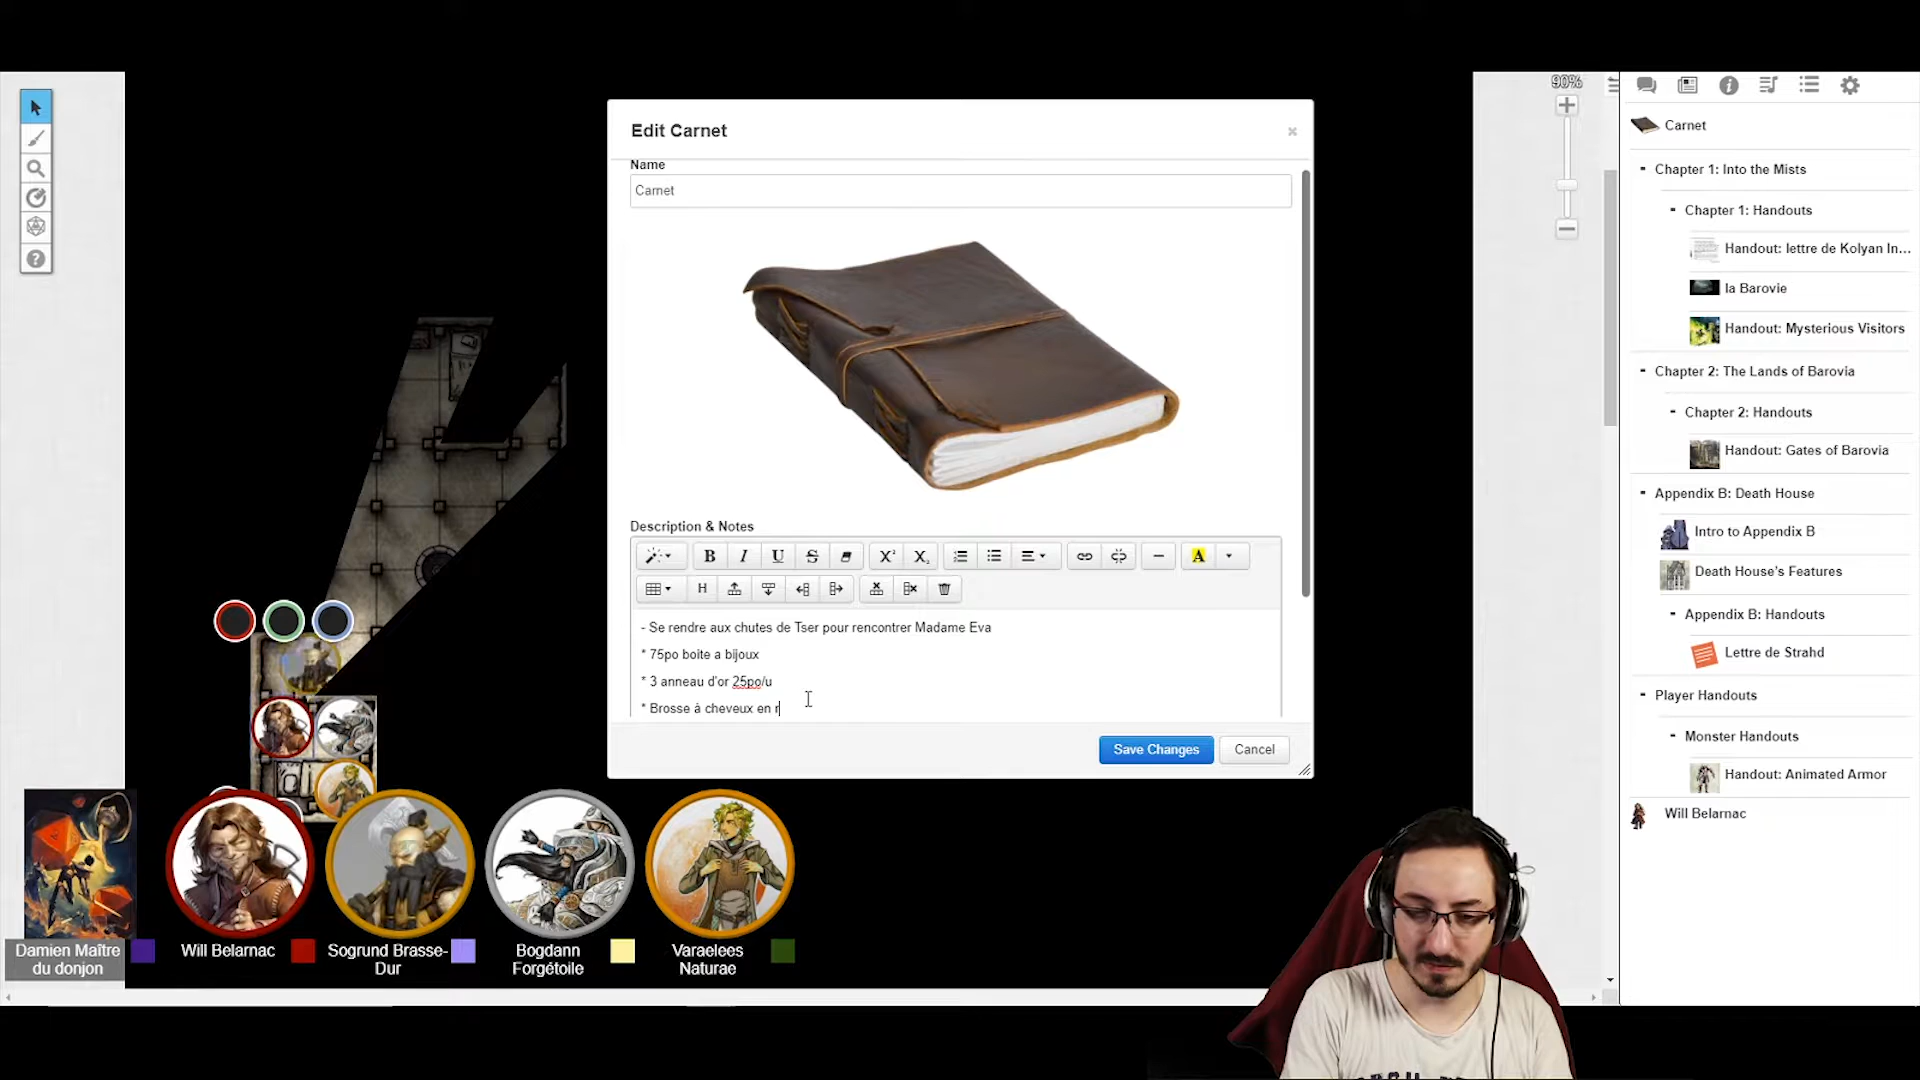 90%
Edit Carnet
×
Name
Carnet
Description & Notes
B I U S X² X₂ A
H
- Se rendre aux chutes de Tser pour rencontrer Madame Eva
* 75po boite a bijoux
* 3 anneau d'or 25po/u
* Brosse à cheveux en r
Save Changes
Cancel
Carnet
Chapter 1: Into the Mists
Chapter 1: Handouts
Handout: lettre de Kolyan In...
la Barovie
Handout: Mysterious Visitors
Chapter 2: The Lands of Barovia
Chapter 2: Handouts
Handout: Gates of Barovia
Appendix B: Death House
Intro to Appendix B
Death House's Features
Appendix B: Handouts
Lettre de Strahd
Player Handouts
Monster Handouts
Handout: Animated Armor
Will Belarnac
Damien Maître
du donjon
Will Belarnac
Sogrund Brasse-
Dur
Bogdann
Forgétoile
Varaelees
Naturae